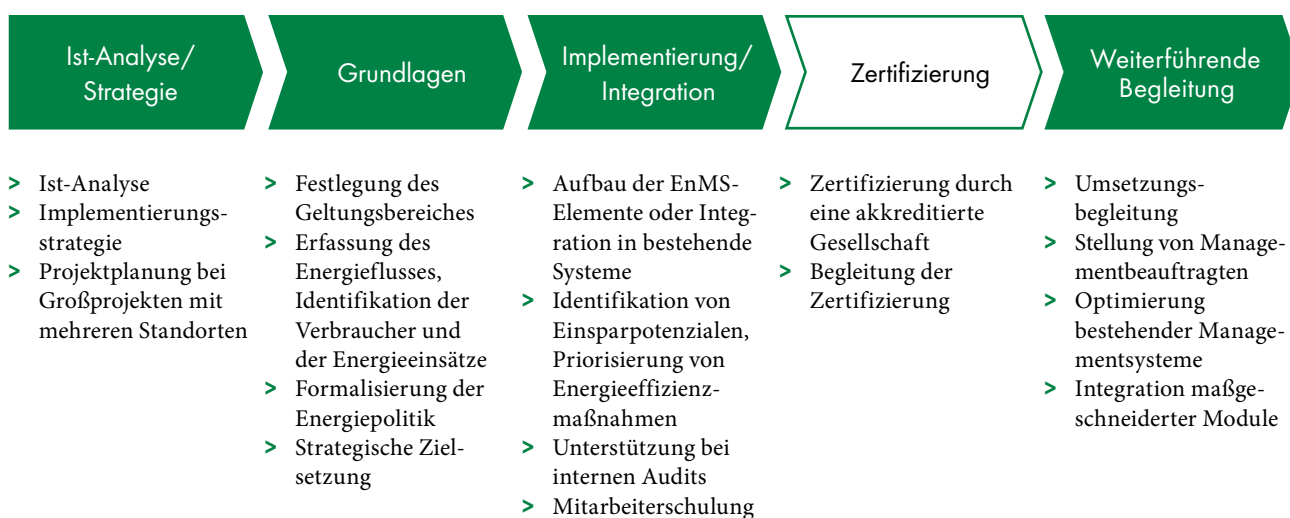 Ist-Analyse/
Strategie
Grundlagen
Implementierung/
Integration
Zertifizierung
Weiterführende
Begleitung
> Ist-Analyse
> Implementierungs-
strategie
> Projektplanung bei
Großprojekten mit
mehreren Standorten
> Festlegung des
Geltungsbereiches
> Erfassung des
Energieflusses,
Identifikation der
Verbraucher und
der Energieeinsätze
> Formalisierung der
Energiepolitik
> Strategische Ziel-
setzung
> Aufbau der EnMS-
Elemente oder Integ-
ration in bestehende
Systeme
> Identifikation von
Einsparpotenzialen,
Priorisierung von
Energieeffizienz-
maßnahmen
> Unterstützung bei
internen Audits
> Mitarbeiterschulung
> Zertifizierung durch
eine akkreditierte
Gesellschaft
> Begleitung der
Zertifizierung
> Umsetzungs-
begleitung
> Stellung von Manage-
mentbeauftragten
> Optimierung
bestehender Manage-
mentsysteme
> Integration maßge-
schneiderter Module